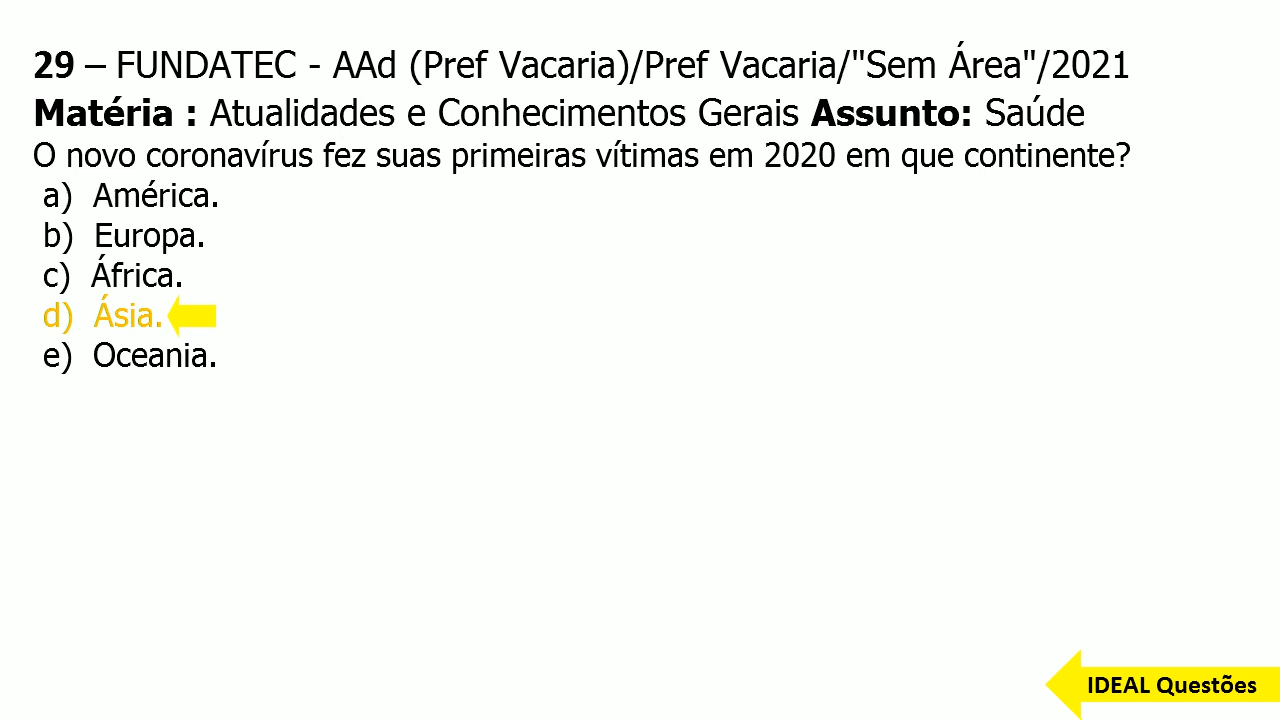 29 – FUNDATEC - AAd (Pref Vacaria)/Pref Vacaria/"Sem Área"/2021
Matéria : Atualidades e Conhecimentos Gerais Assunto: Saúde
O novo coronavírus fez suas primeiras vítimas em 2020 em que continente?
a) América.
b) Europa.
c) África.
d) Ásia.
e) Oceania.
IDEAL Questões